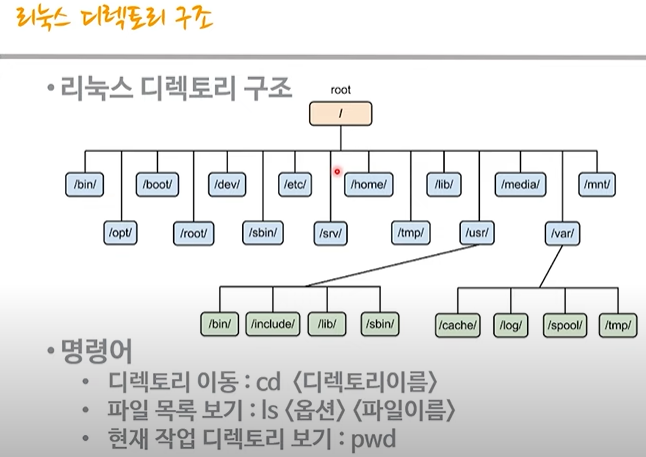 리눅스 디렉토리 구조
• 리눅스 디렉토리 구조
root
/
/bin/ /boot/ /dev/ /etc/ /home/ /lib/ /media/ /mnt/
/opt/ /root/ /sbin/ /srv/ /tmp/ /usr/ /var/
/bin/ /include/ /lib/ /sbin/ /cache/ /log/ /spool/ /tmp/
• 명령어
• 디렉토리 이동 : cd 〈디렉토리이름〉
• 파일 목록 보기 : ls 〈옵션〉 〈파일이름〉
• 현재 작업 디렉토리 보기 : pwd